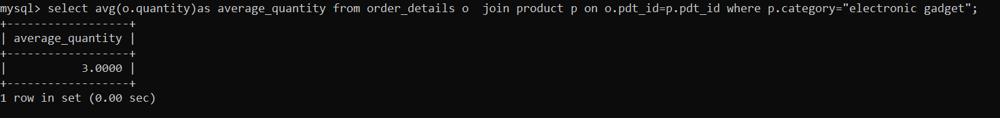 mysql> select avg(o.quantity)as average_quantity from order_details o  join product p on o.pdt_id=p.pdt_id where p.category="electronic gadget";
+------------------+
| average_quantity |
+------------------+
|           3.0000 |
+------------------+
1 row in set (0.00 sec)